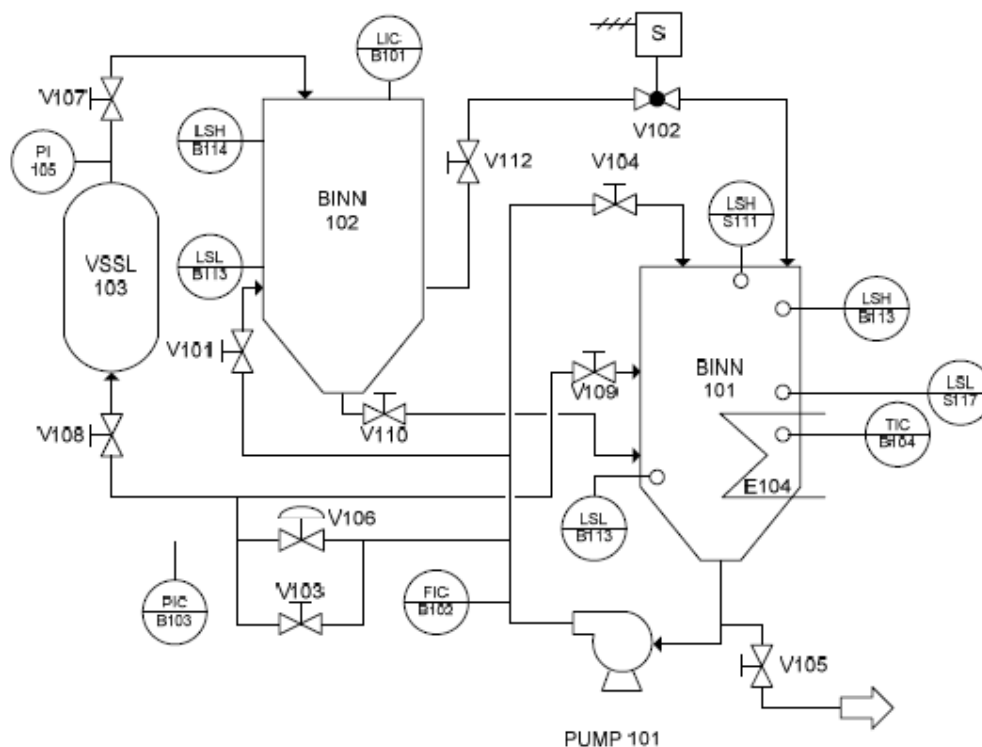 LIC
B101
S
V107
V102
LSH
B114
V104
PI
105
V112
BINN
102
LSH
S111
VSSL
103
LSL
B113
LSH
B113
V101
BINN
101
V109
LSL
S117
V108
V110
TIC
B104
E104
V106
LSL
B113
V103
PIC
B103
FIC
B102
V105
PUMP 101